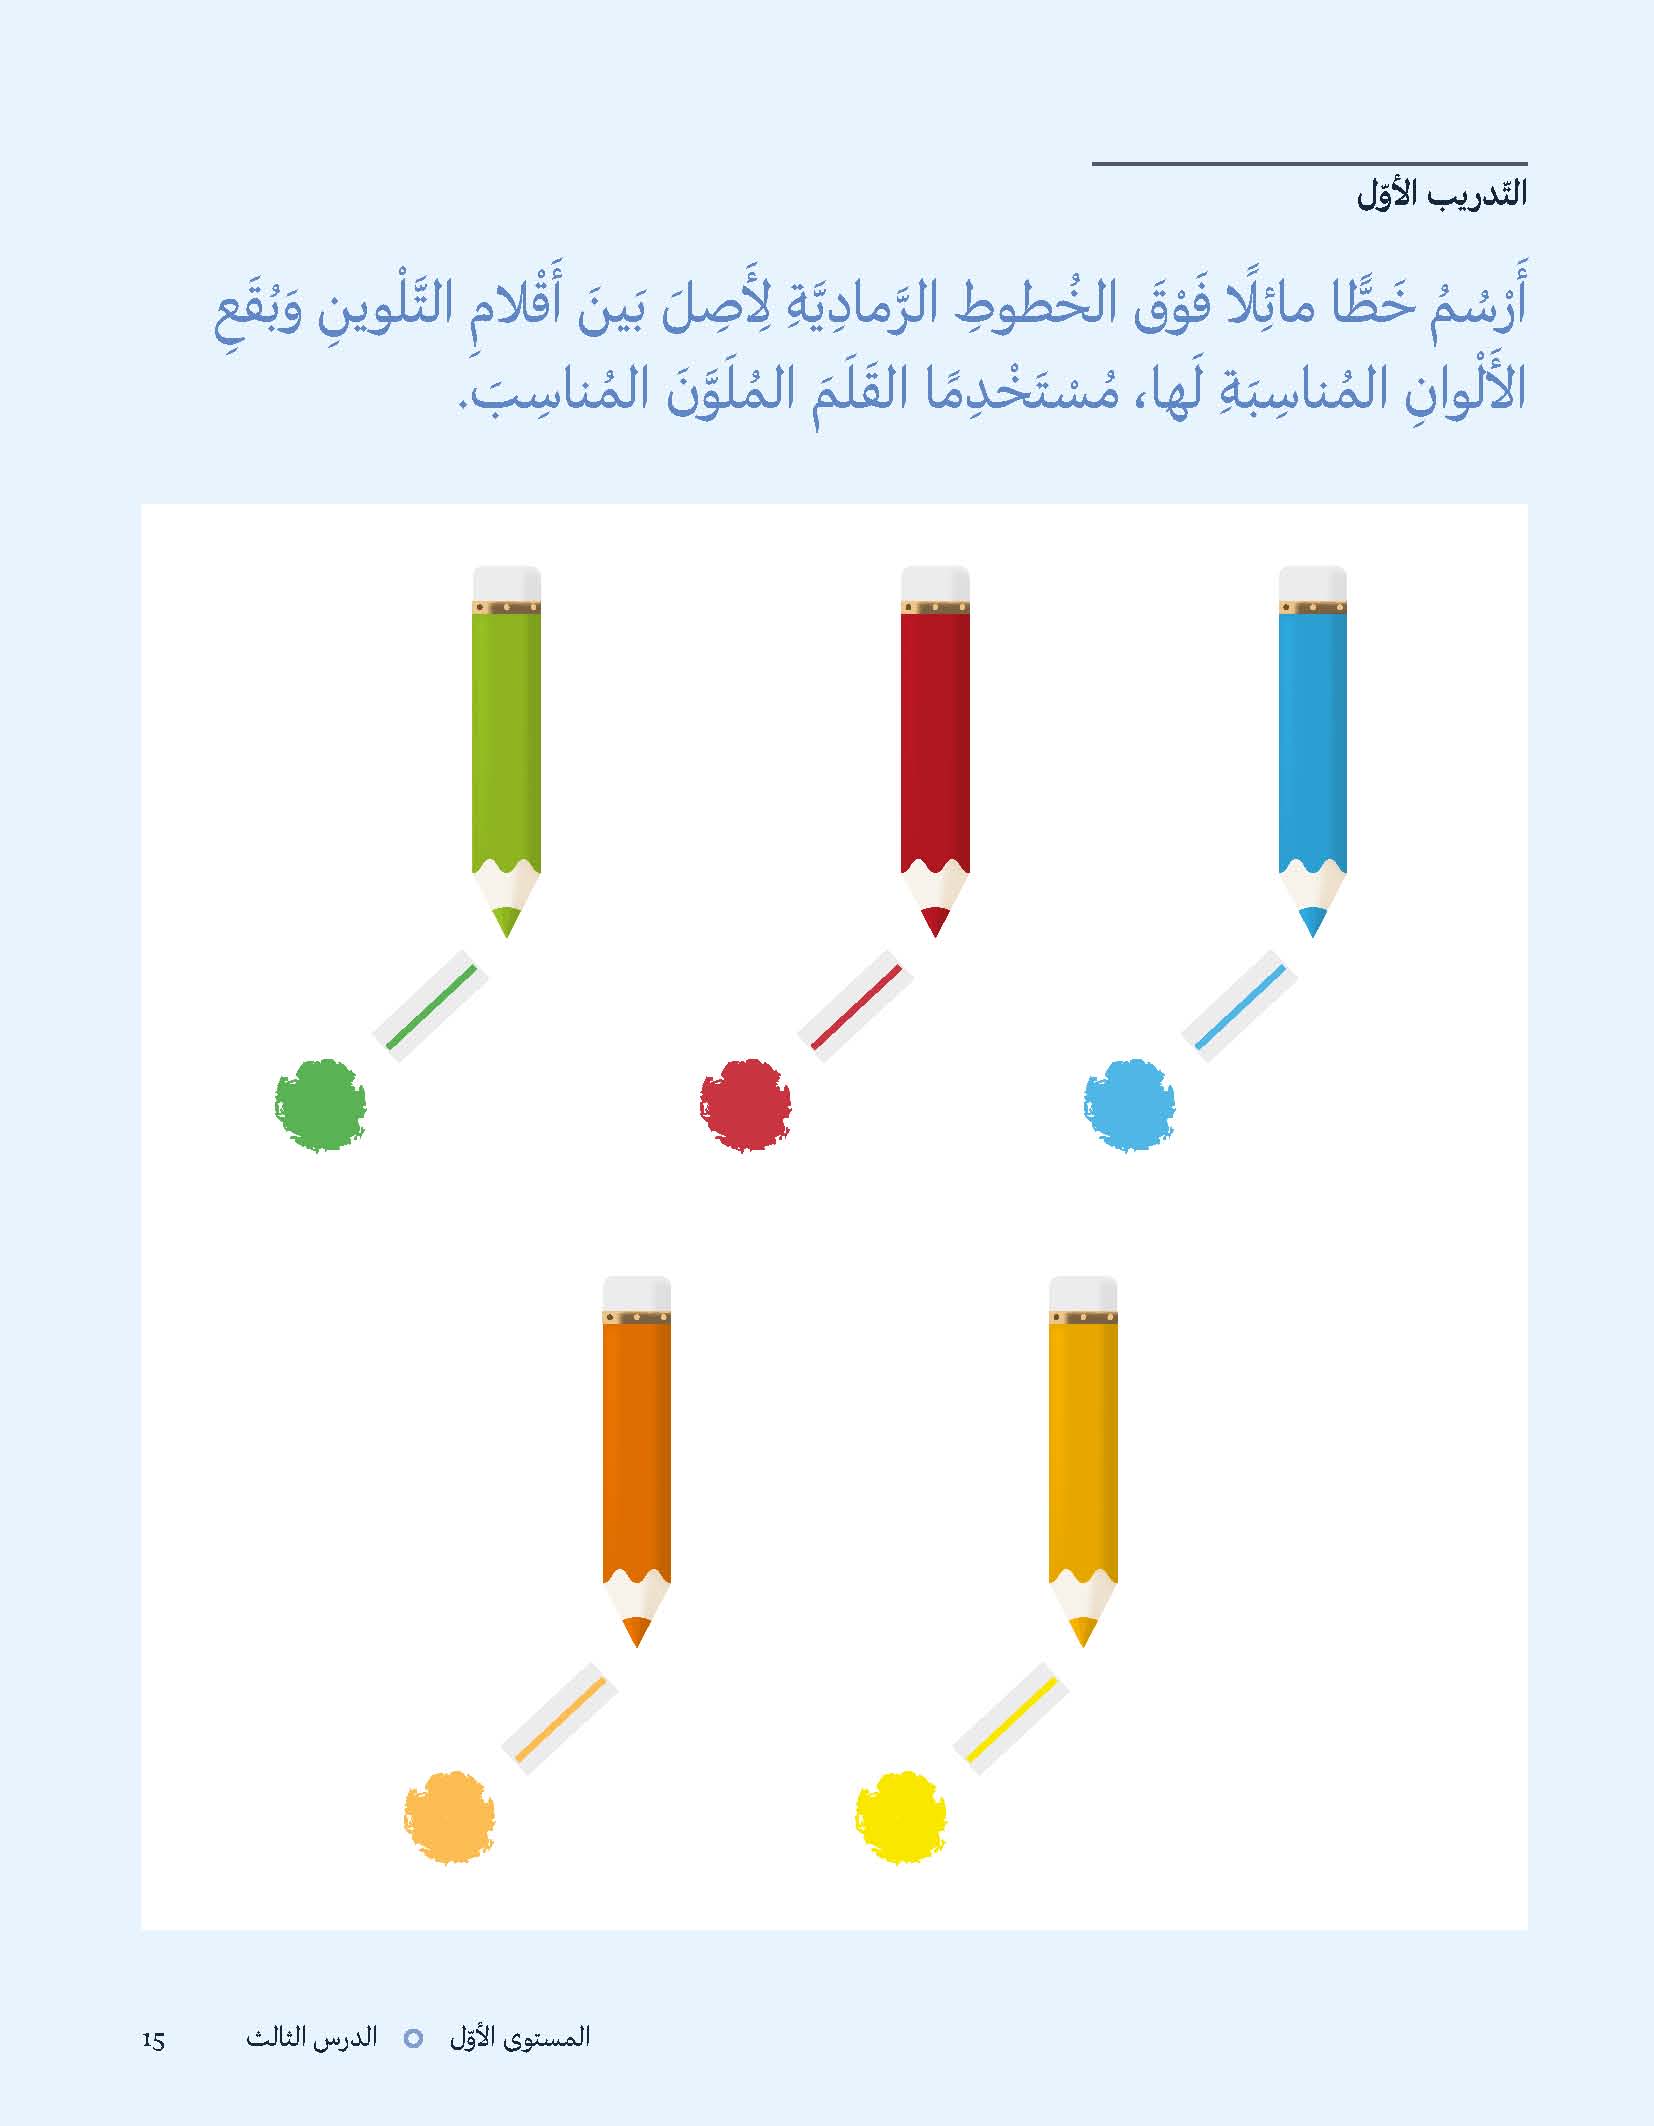 التّدريب الأوّل
أَرْسُمُ خَطًّا مائِلًا فَوْقَ الخُطوطِ الرَّمادِيَّةِ لِأَصِلَ بَينَ أَقْلامِ التَّلْوينِ وَبُقَعِ
الأَلْوانِ المُناسِبَةِ لَها، مُسْتَخْدِمًا القَلَمَ المُلَوَّنَ المُناسِبَ.
المستوى الأوّل الدرس الثالث 15